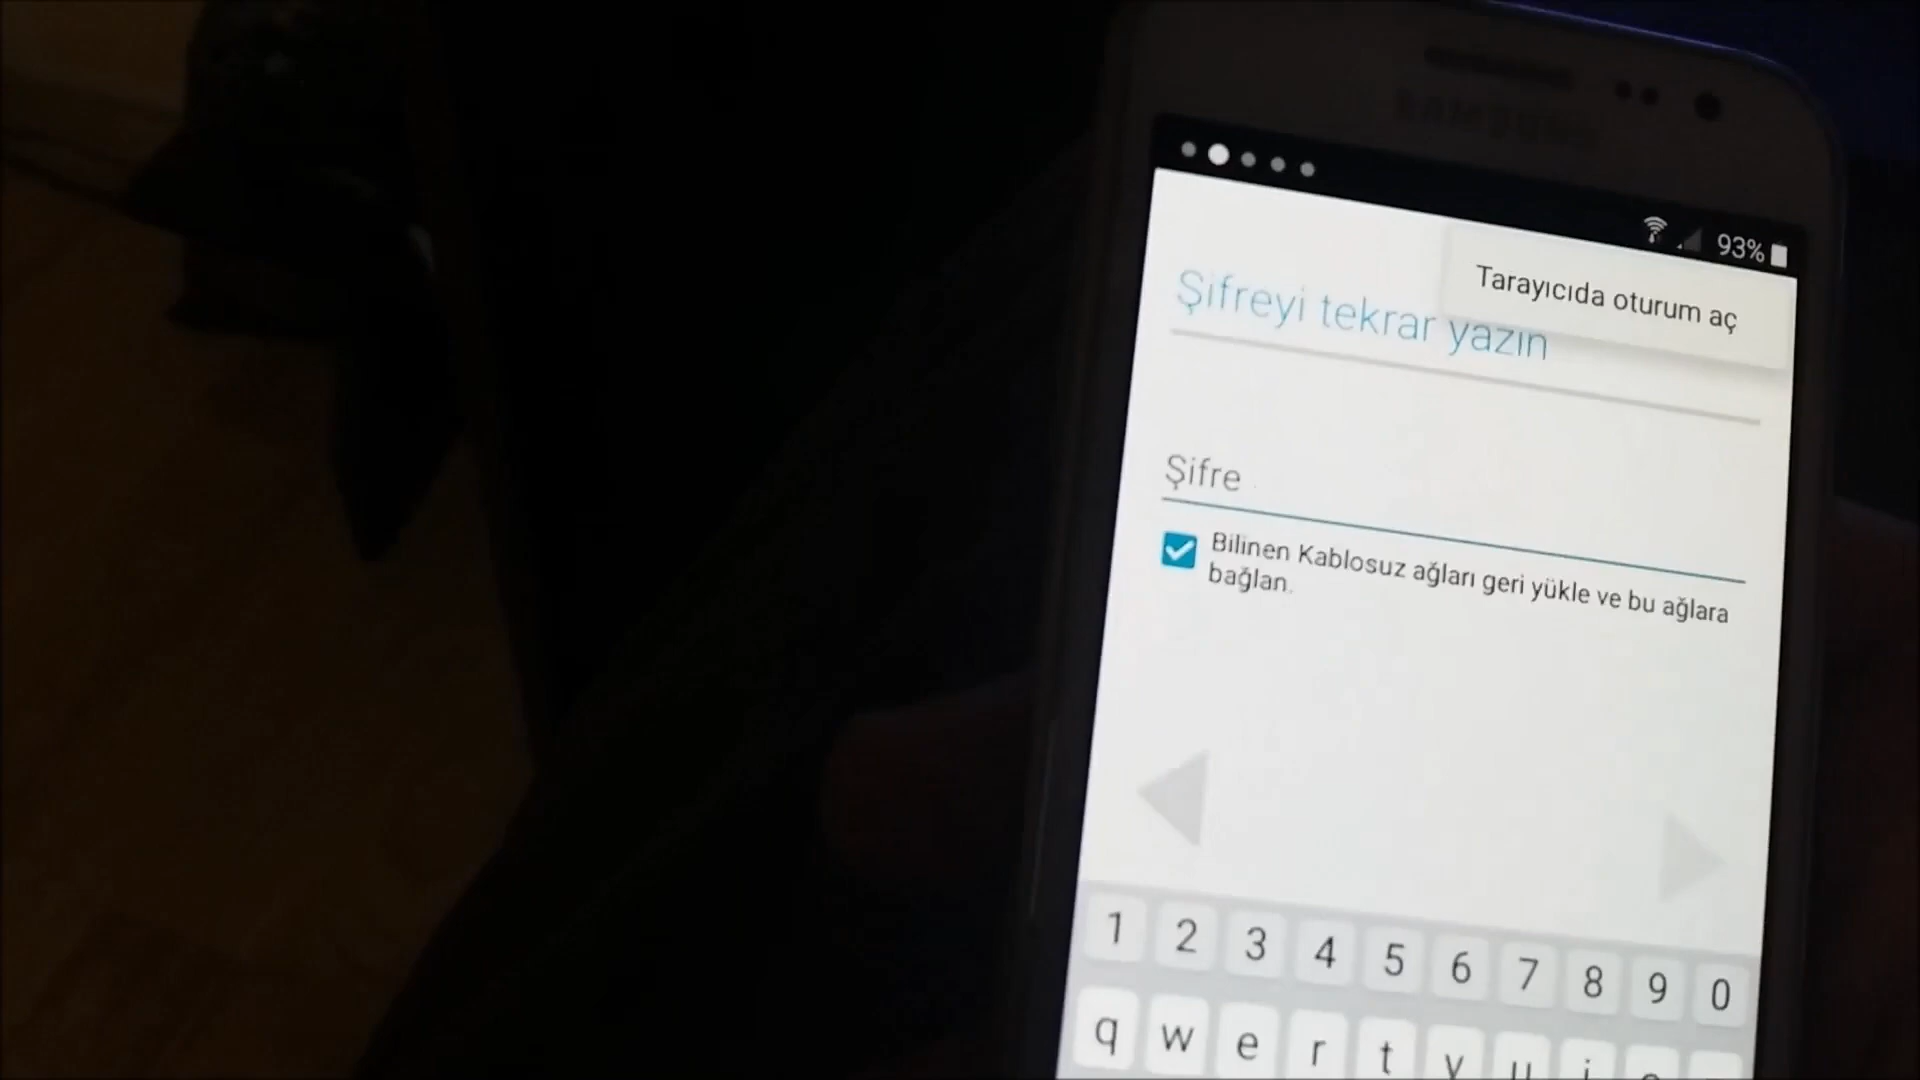 SAMSUNG
93%
Tarayıcıda oturum aç
Şifreyi tekrar yazın
Şifre
Bilinen Kablosuz ağları geri yükle ve bu ağlara
bağlan.
1 2 3 4 5 6 7 8 9 0
q w e r t y u i